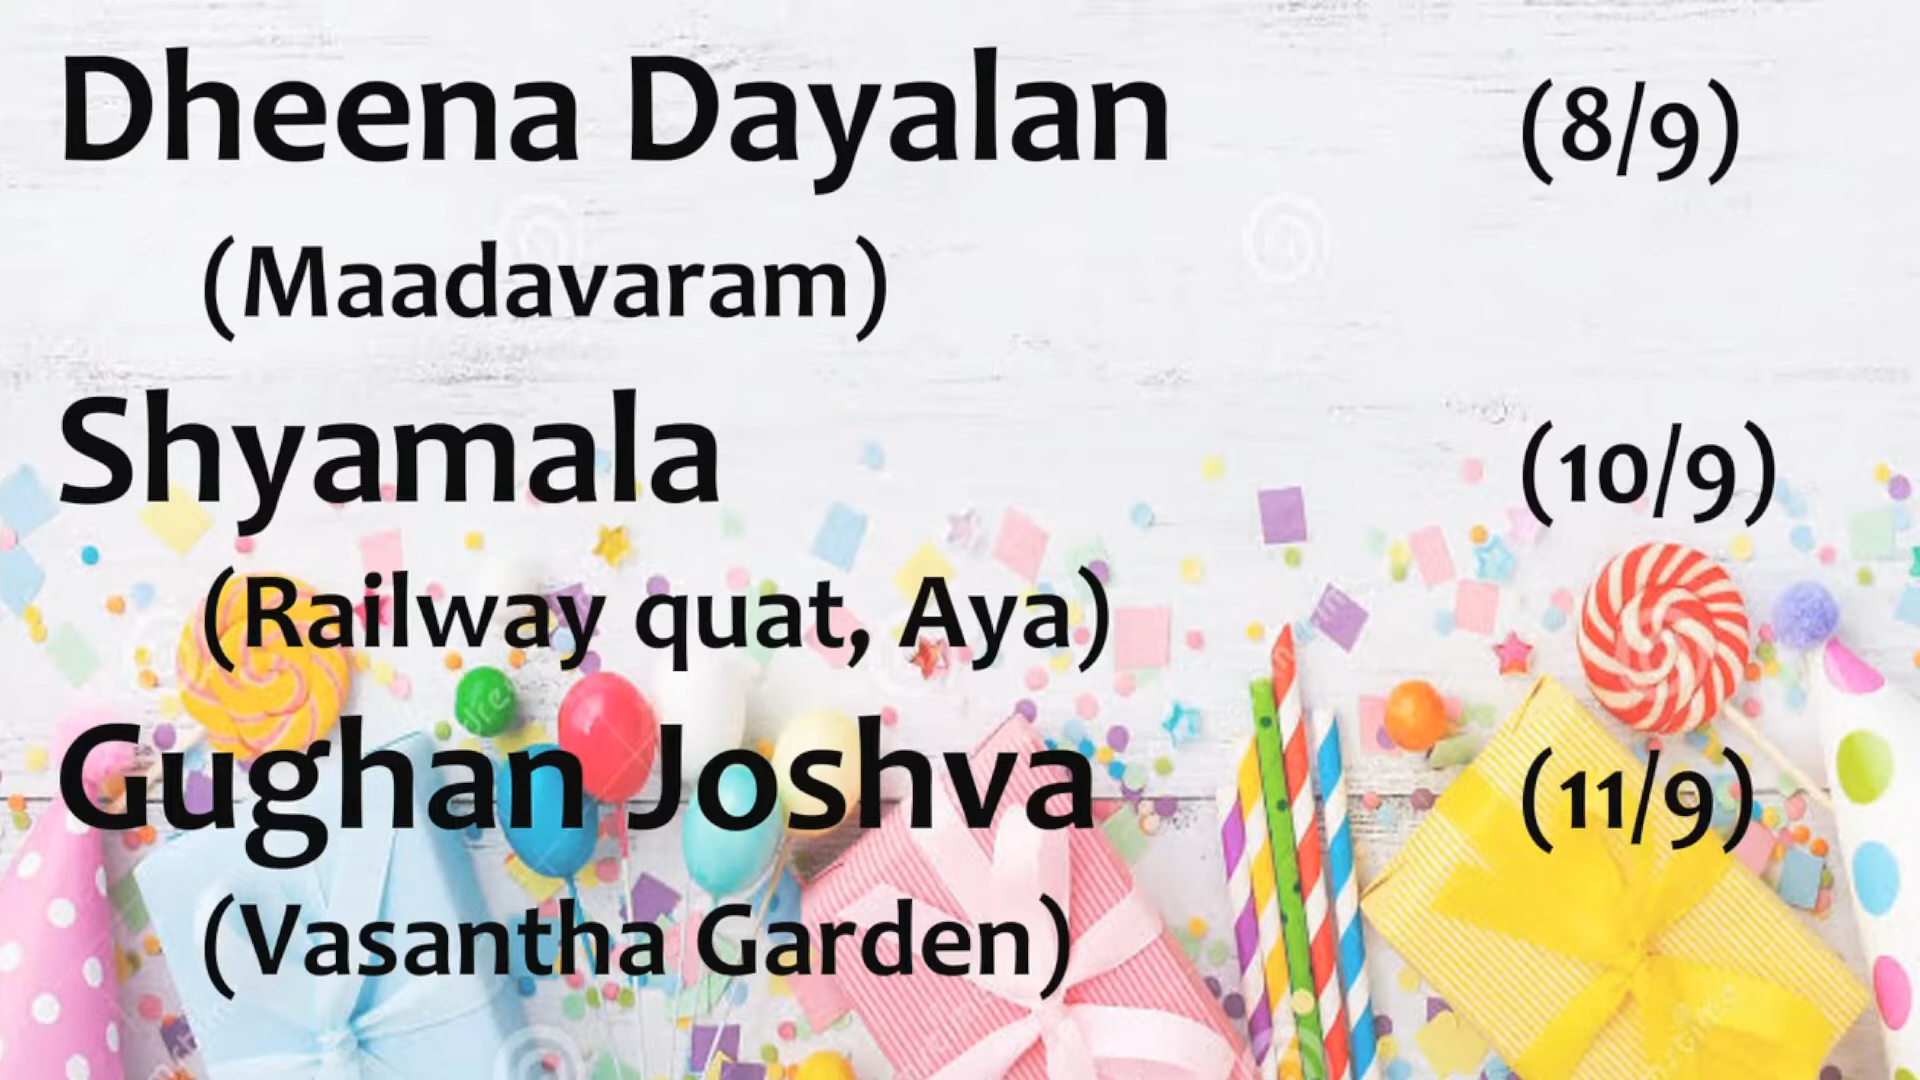 Dheena Dayalan (8/9)
(Maadavaram)
Shyamala (10/9)
(Railway quat, Aya)
Gughan Joshva (11/9)
(Vasantha Garden)